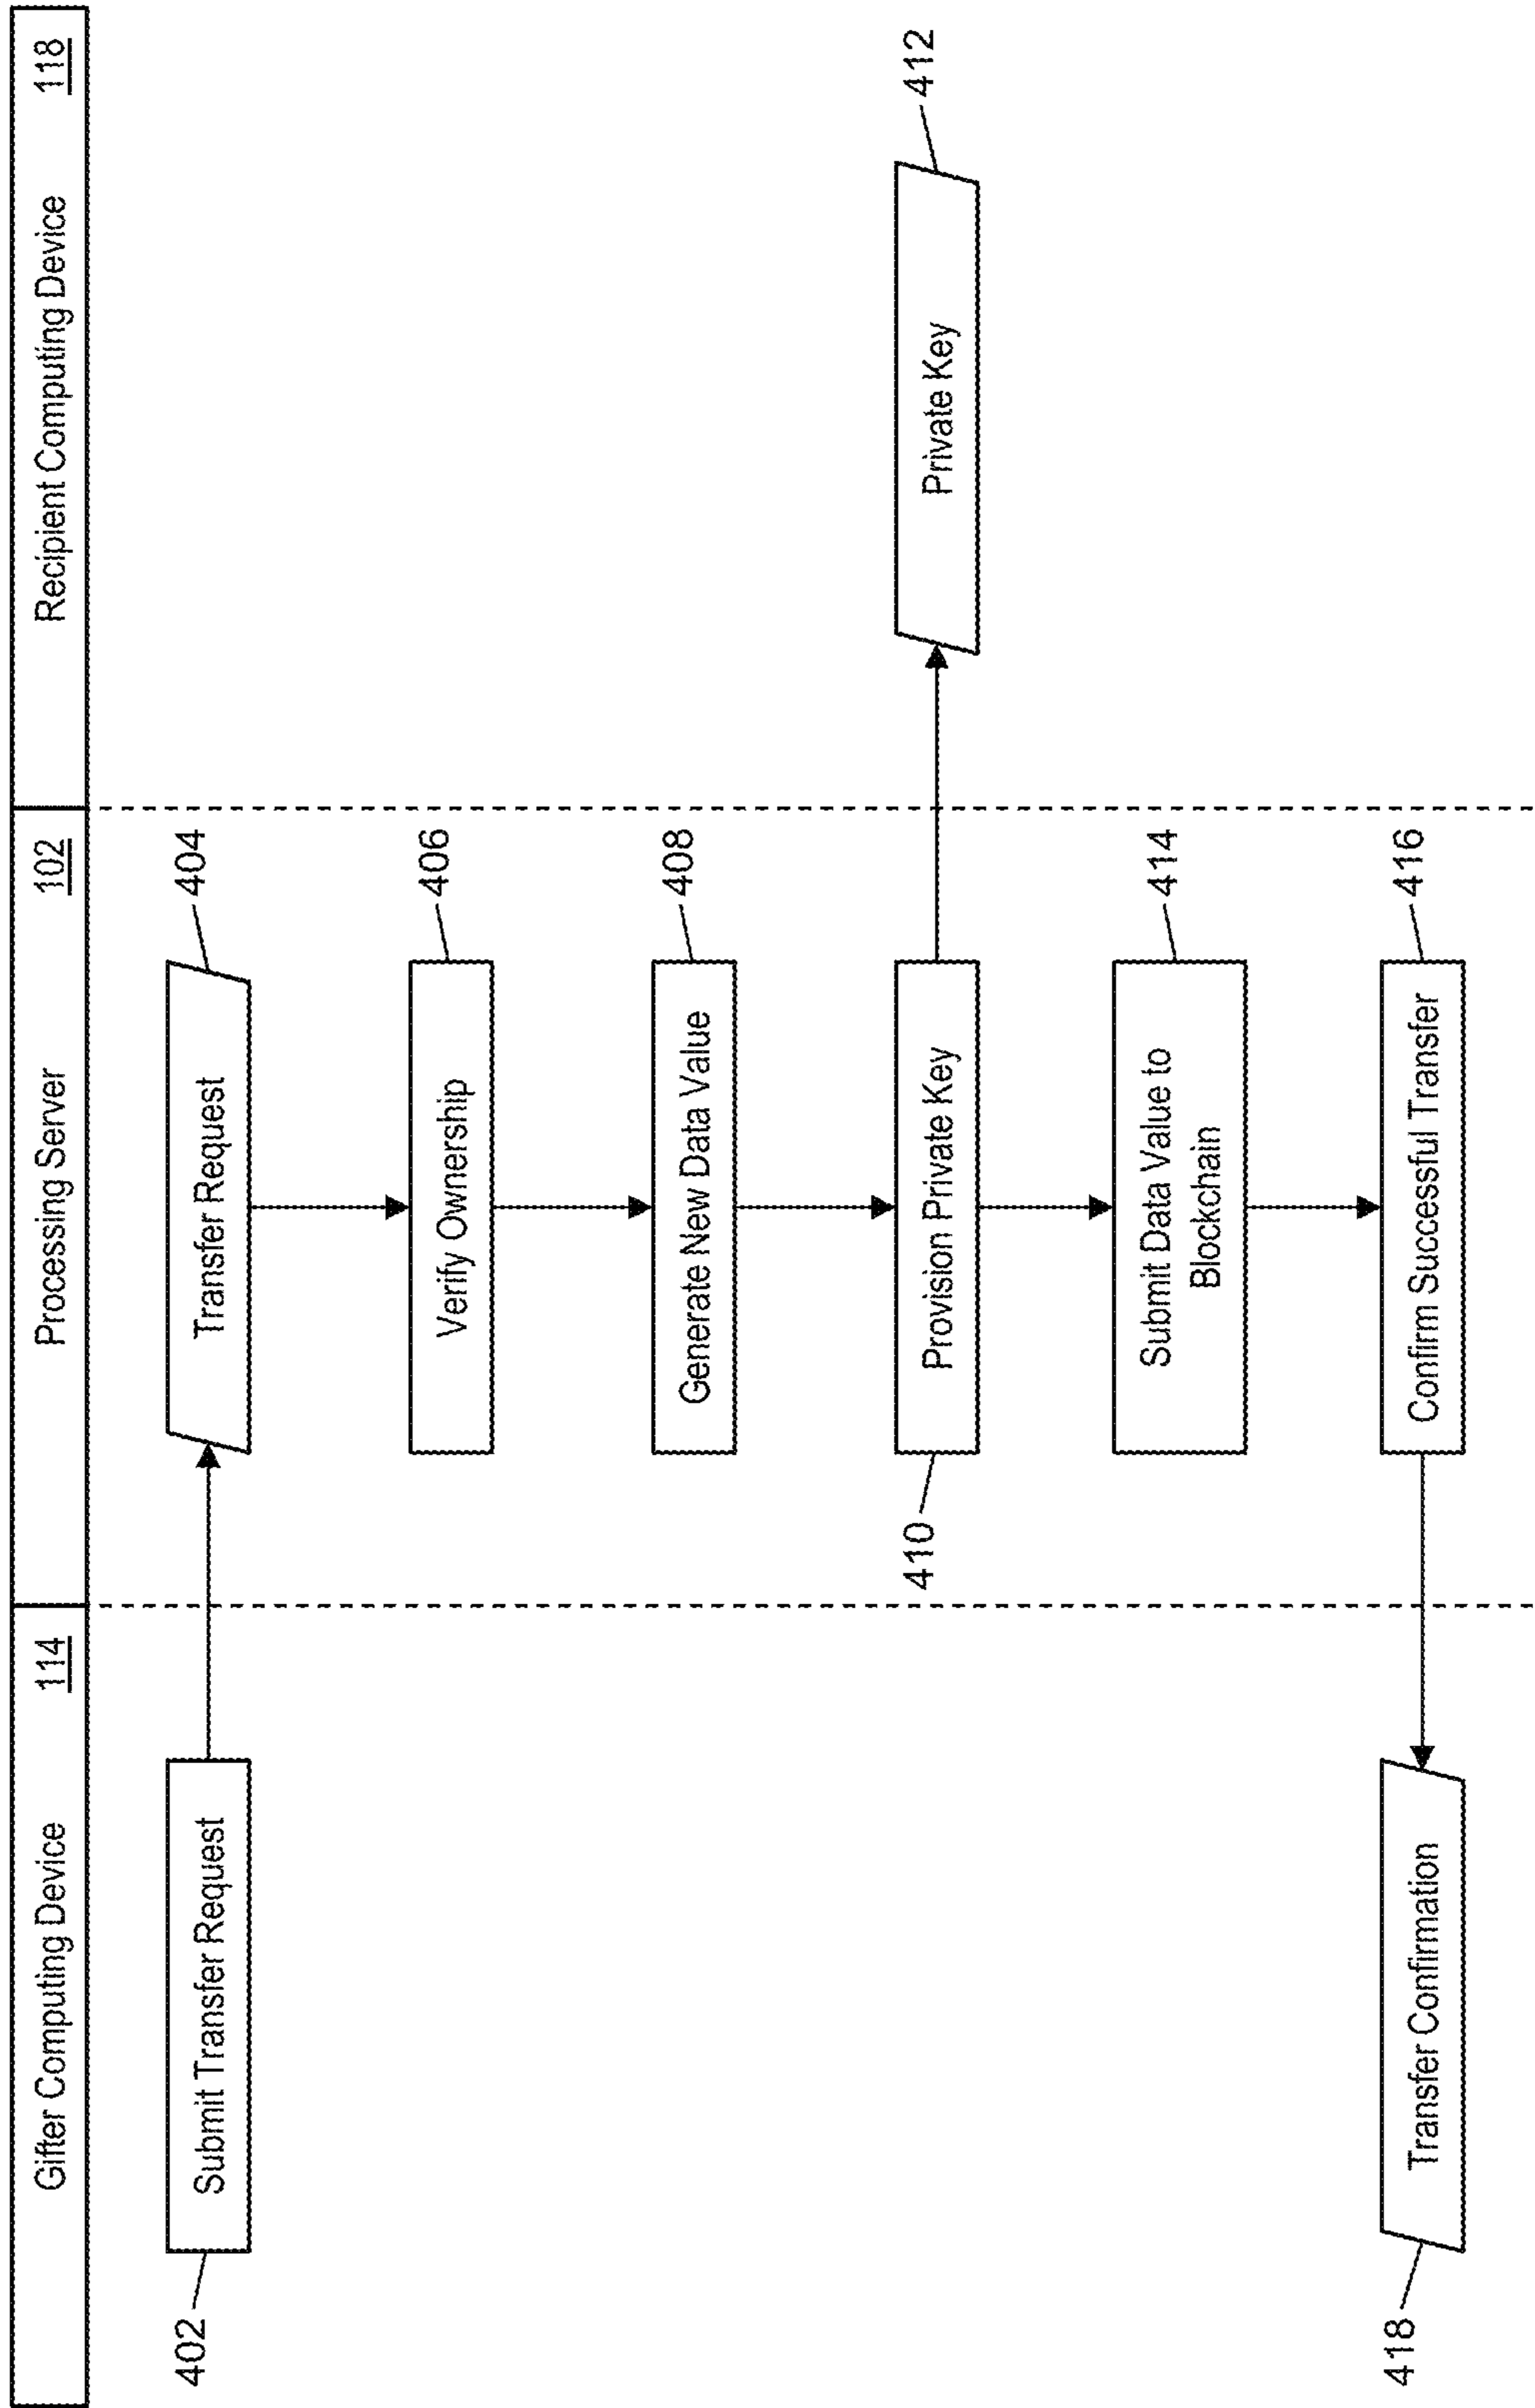 Gifter Computing Device
114
Processing Server
102
Recipient Computing Device
118
402
Submit Transfer Request
Transfer Request
404
Verify Ownership
406
Generate New Data Value
408
410
Provision Private Key
Private Key
412
Submit Data Value to
Blockchain
414
418
Transfer Confirmation
Confirm Successful Transfer
416